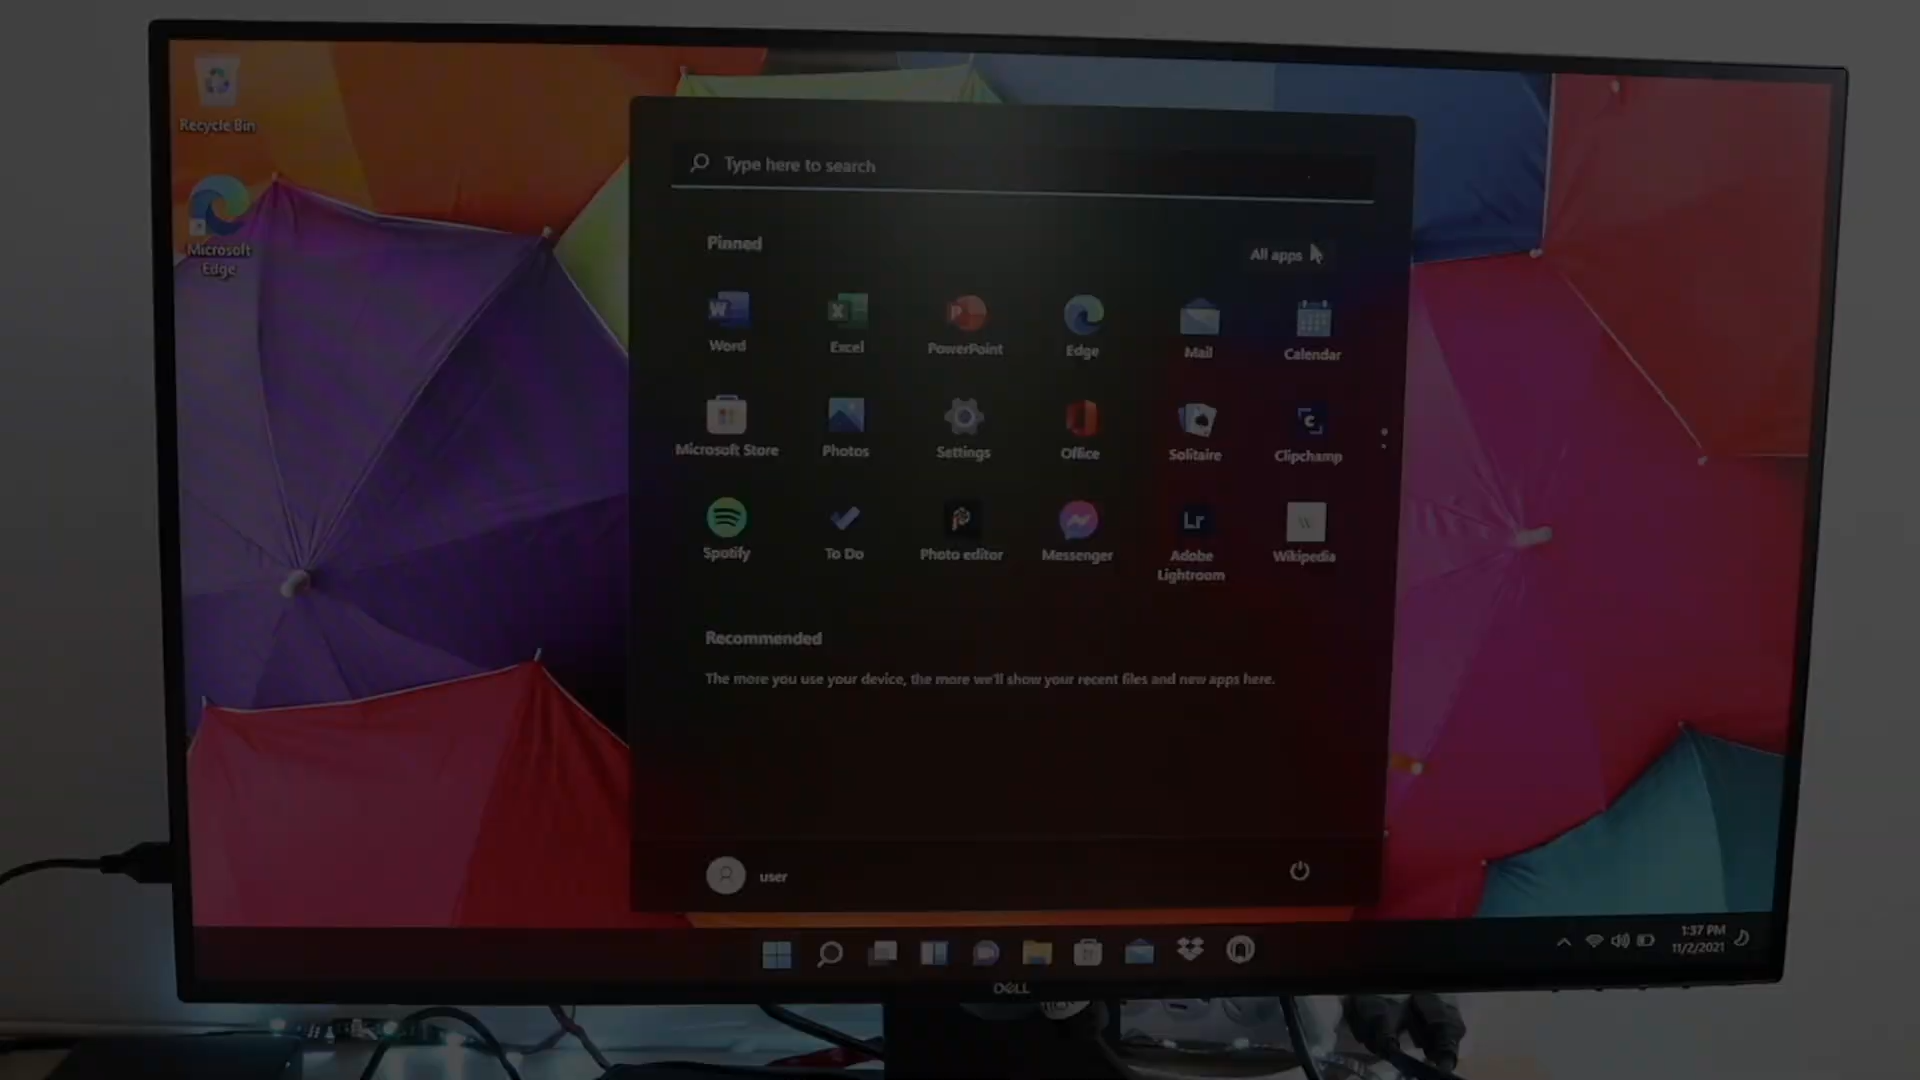 Recycle Bin
Microsoft
Edge
Type here to search
Pinned
All apps
Word
Excel
PowerPoint
Edge
Mail
Calendar
Microsoft Store
Photos
Settings
Office
Solitaire
Clipchamp
Spotify
To Do
Photo editor
Messenger
Lr
Adobe
Lightroom
W
Wikipedia
Recommended
The more you use your device, the more we'll show your recent files and new apps here.
user
1:37 PM
11/2/2021
DELL